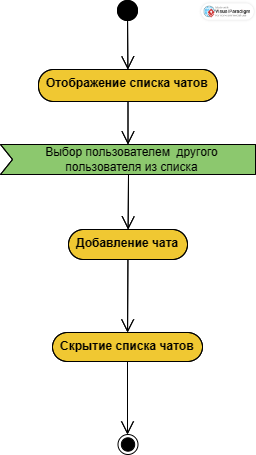 Visual Paradigm
Отображение списка чатов
Выбор пользователем другого
пользователя из списка
Добавление чата
Скрытие списка чатов